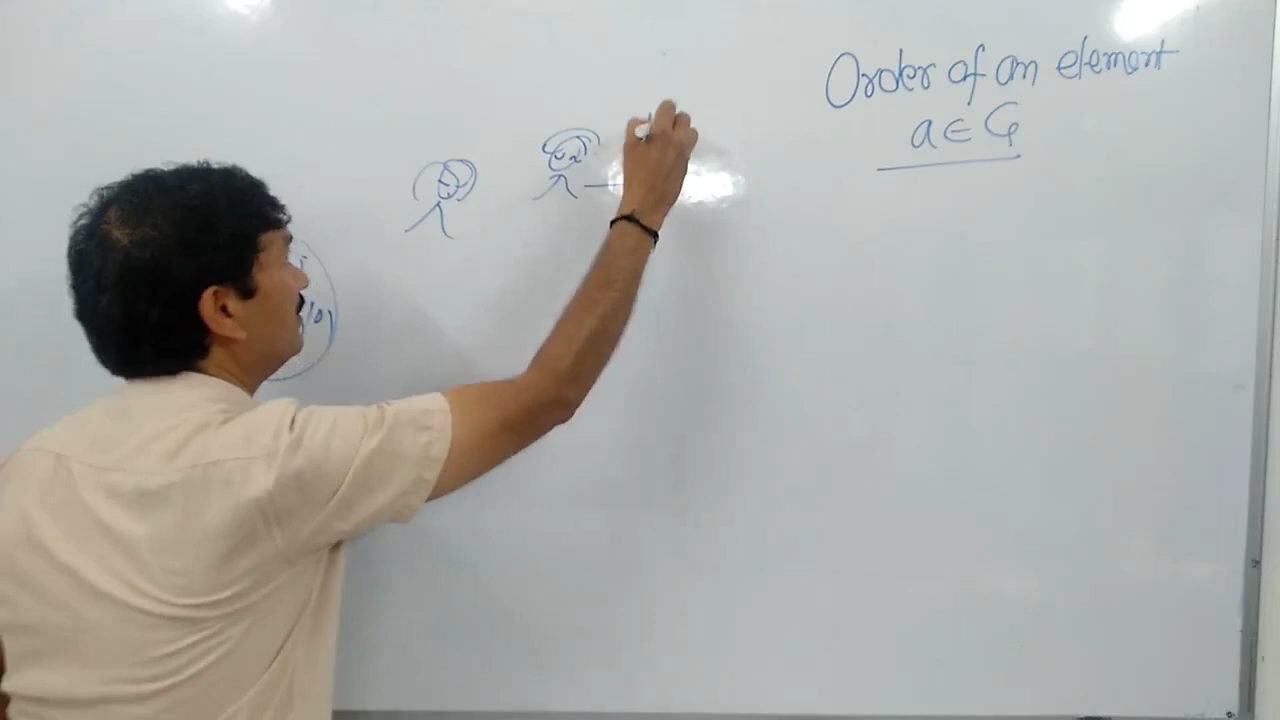 Order of an element
a ∈ G